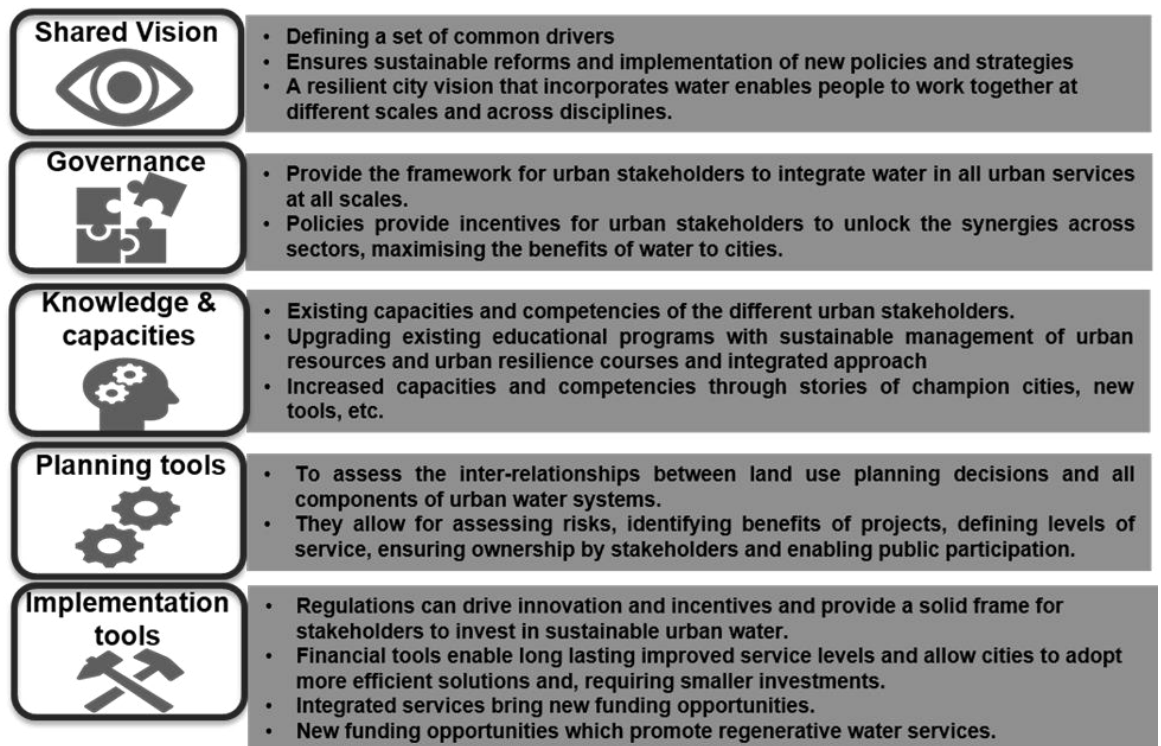 Shared Vision
• Defining a set of common drivers
• Ensures sustainable reforms and implementation of new policies and strategies
• A resilient city vision that incorporates water enables people to work together at
different scales and across disciplines.
Governance
• Provide the framework for urban stakeholders to integrate water in all urban services
at all scales.
• Policies provide incentives for urban stakeholders to unlock the synergies across
sectors, maximising the benefits of water to cities.
Knowledge &
capacities
• Existing capacities and competencies of the different urban stakeholders.
• Upgrading existing educational programs with sustainable management of urban
resources and urban resilience courses and integrated approach
• Increased capacities and competencies through stories of champion cities, new
tools, etc.
Planning tools
• To assess the inter-relationships between land use planning decisions and all
components of urban water systems.
• They allow for assessing risks, identifying benefits of projects, defining levels of
service, ensuring ownership by stakeholders and enabling public participation.
Implementation
tools
• Regulations can drive innovation and incentives and provide a solid frame for
stakeholders to invest in sustainable urban water.
• Financial tools enable long lasting improved service levels and allow cities to adopt
more efficient solutions and, requiring smaller investments.
• Integrated services bring new funding opportunities.
• New funding opportunities which promote regenerative water services.